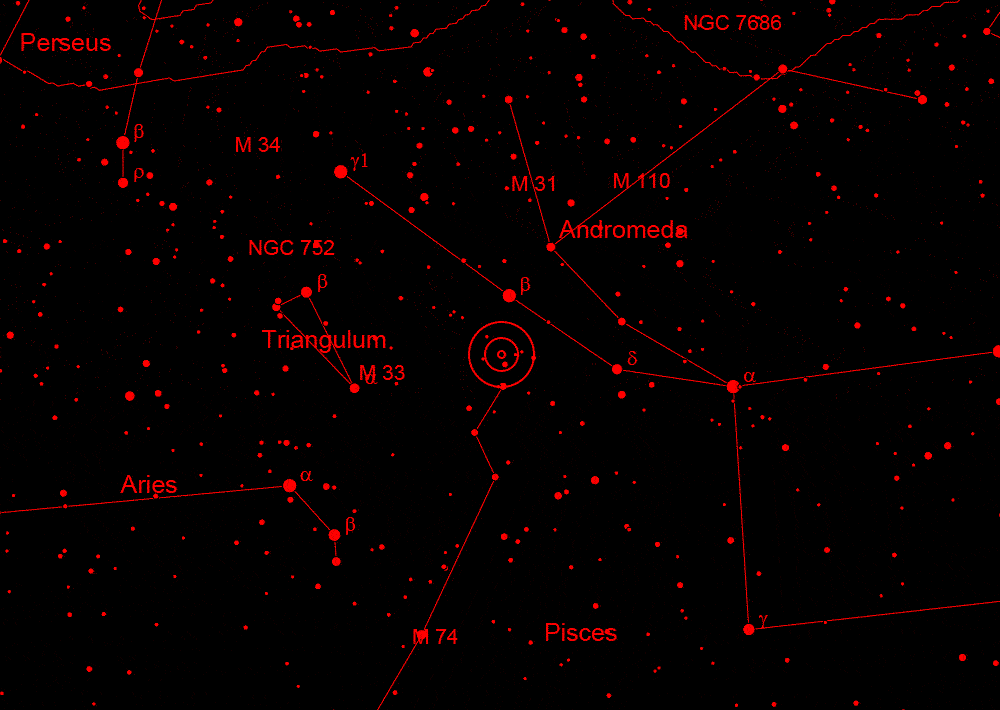 NGC 7686
Perseus
β
M 34
γ1
ρ
M 31
M 110
Andromeda
NGC 752
β
β
Triangulum
δ
M 33
α
α
α
Aries
β
γ
M 74
Pisces